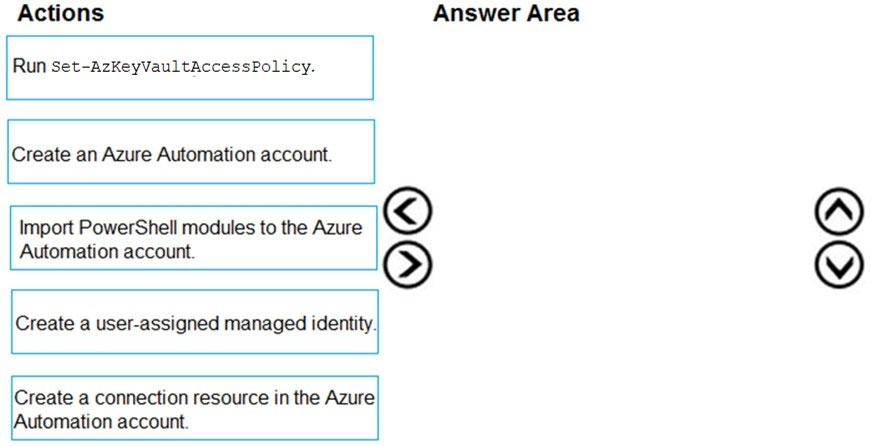 Actions
Answer Area
Run Set-AzKeyVaultAccessPolicy.
Create an Azure Automation account.
Import PowerShell modules to the Azure
Automation account.
Create a user-assigned managed identity.
Create a connection resource in the Azure
Automation account.